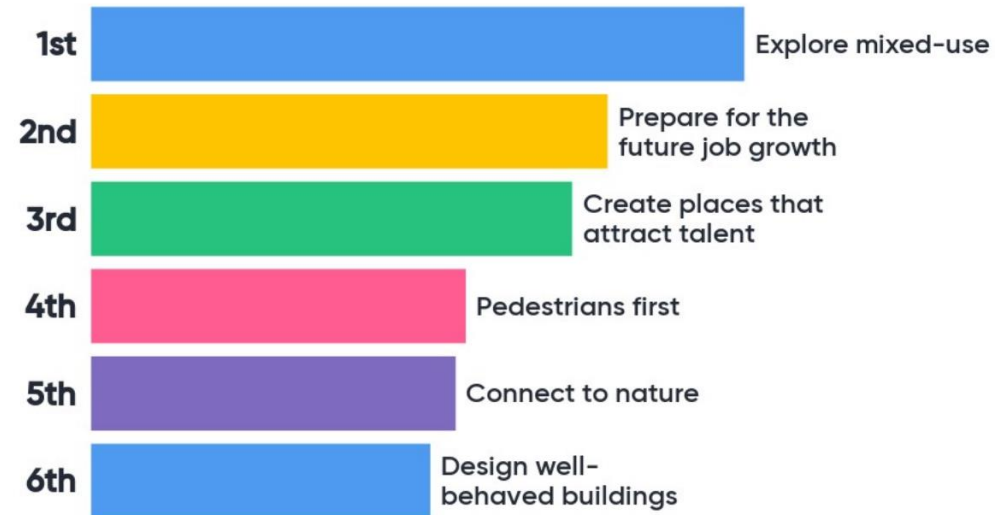 1st
Explore mixed-use
2nd
Prepare for the
future job growth
3rd
Create places that
attract talent
4th
Pedestrians first
5th
Connect to nature
6th
Design well-
behaved buildings